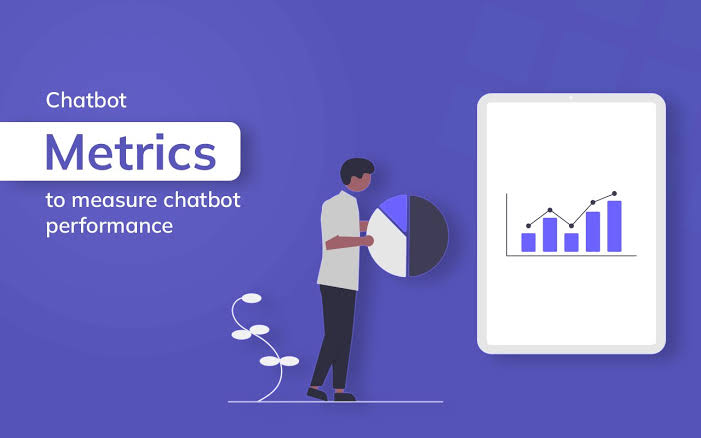 Chatbot
Metrics
to measure chatbot
performance